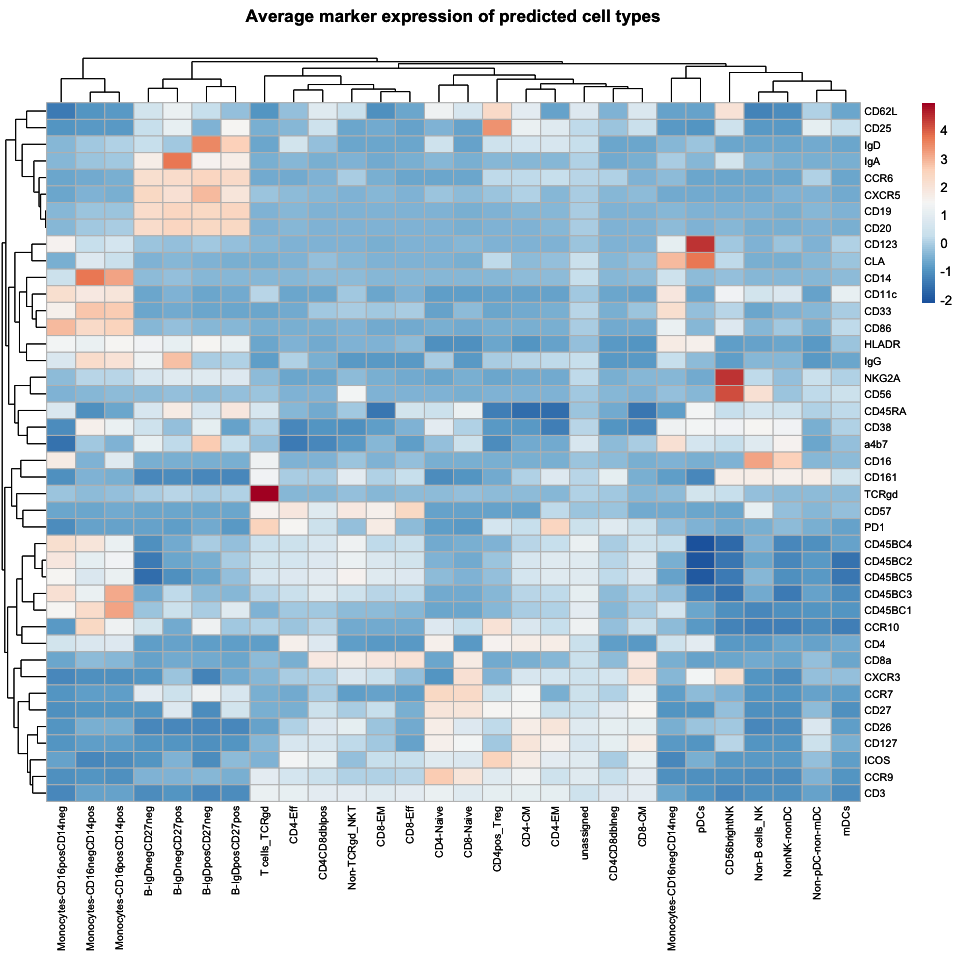 Average marker expression of predicted cell types
CD62L
CD25
IgD
IgA
CCR6
CXCR5
CD19
CD20
CD123
CLA
CD14
CD11c
CD33
CD86
HLADR
IgG
NKG2A
CD56
CD45RA
CD38
a4b7
CD16
CD161
TCRgd
CD57
PD1
CD45BC4
CD45BC2
CD45BC5
CD45BC3
CD45BC1
CCR10
CD4
CD8a
CXCR3
CCR7
CD27
CD26
CD127
ICOS
CCR9
CD3
4
3
2
1
0
-1
-2
Monocytes-CD16posCD14neg
Monocytes-CD16negCD14pos
Monocytes-CD16posCD14pos
B-IgDnegCD27neg
B-IgDnegCD27pos
B-IgDposCD27neg
B-IgDposCD27pos
T cells_TCRgd
CD4-Eff
CD4CD8dblpos
Non-TCRgd_NKT
CD8-EM
CD8-Eff
CD4-Naive
CD8-Naive
CD4pos_Treg
CD4-CM
CD4-EM
unassigned
CD4CD8dblneg
CD8-CM
Monocytes-CD16negCD14neg
pDCs
CD56brightNK
Non-B cells_NK
NonNK-nonDC
Non-pDC-non-mDC
mDCs